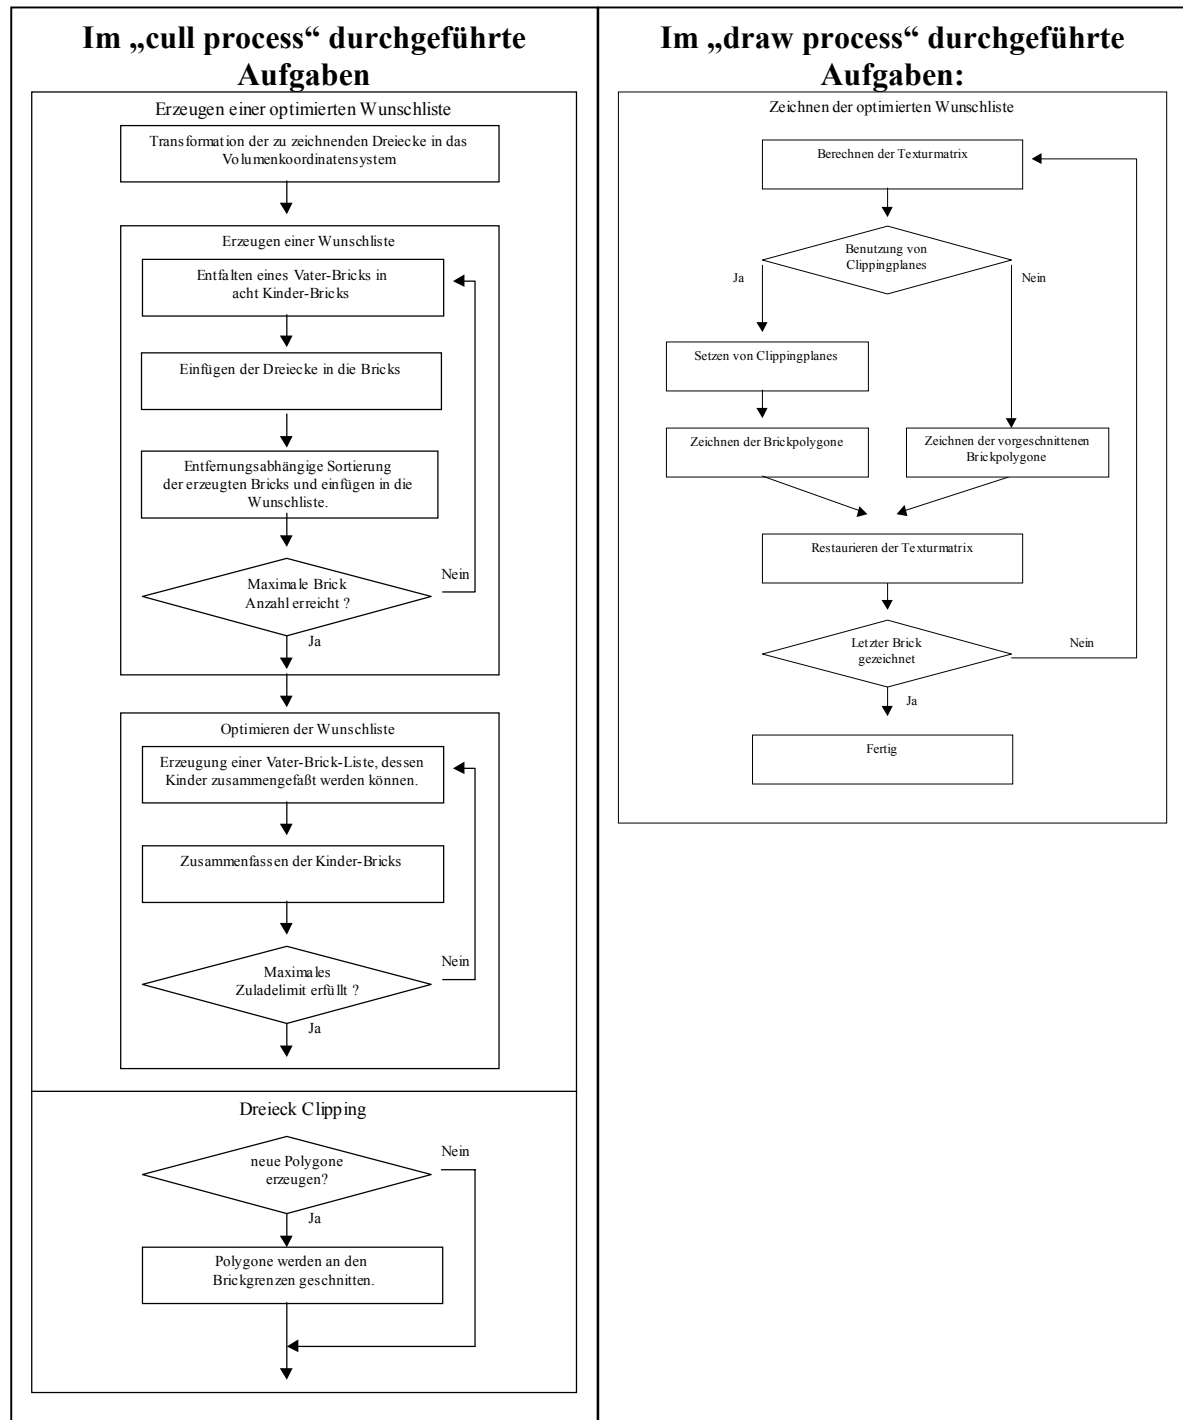 Im „cull process“ durchgeführte
Aufgaben
Erzeugen einer optimierten Wunschliste
Transformation der zu zeichnenden Dreiecke in das
Volumenkoordinatensystem
Erzeugen einer Wunschliste
Entfalten eines Vater-Bricks in
acht Kinder-Bricks
Einfügen der Dreiecke in die Bricks
Entfernungsabhängige Sortierung
der erzeugten Bricks und einfügen in die
Wunschliste.
Maximale Brick
Anzahl erreicht ?
Nein
Ja
Optimieren der Wunschliste
Erzeugung einer Vater-Brick-Liste, dessen
Kinder zusammengefaßt werden können.
Zusammenfassen der Kinder-Bricks
Maximales
Zuladelimit erfüllt ?
Nein
Ja
Dreieck Clipping
neue Polygone
erzeugen?
Nein
Ja
Polygone werden an den
Brickgrenzen geschnitten.
Im „draw process“ durchgeführte
Aufgaben:
Zeichnen der optimierten Wunschliste
Berechnen der Texturmatrix
Benutzung von
Clippingplanes
Ja
Nein
Setzen von Clippingplanes
Zeichnen der Brickpolygone
Zeichnen der vorgeschnittenen
Brickpolygone
Restaurieren der Texturmatrix
Letzter Brick
gezeichnet
Nein
Ja
Fertig